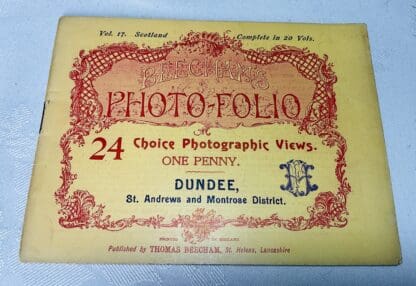 Vol. 17. Scotland Complete in 20 Vols.
BEECHAM'S
PHOTO-FOLIO
24 Choice Photographic Views.
ONE PENNY.
DUNDEE,
St. Andrews and Montrose District.
PRINTED IN ENGLAND
Published by THOMAS BEECHAM, St. Helens, Lancashire